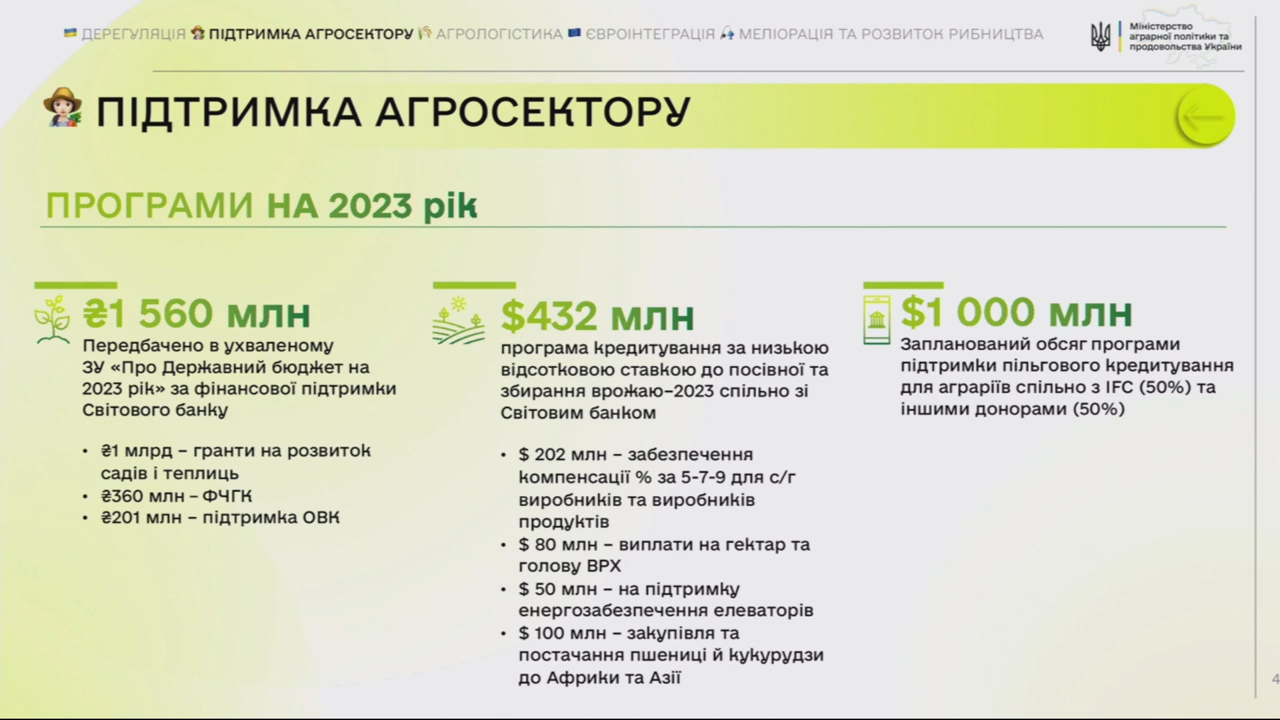 ДЕРЕГУЛЯЦІЯ ПІДТРИМКА АГРОСЕКТОРУ АГРОЛОГІСТИКА ЄВРОІНТЕГРАЦІЯ МЕЛІОРАЦІЯ ТА РОЗВИТОК РИБНИЦТВА
Міністерство
аграрної політики та
продовольства України
ПІДТРИМКА АГРОСЕКТОРУ
ПРОГРАМИ НА 2023 рік
₴1 560 млн
Передбачено в ухваленому
ЗУ «Про Державний бюджет на
2023 рік» за фінансової підтримки
Світового банку
• ₴1 млрд – гранти на розвиток
садів і теплиць
• ₴360 млн – ФЧГК
• ₴201 млн – підтримка ОВК
$432 млн
програма кредитування за низькою
відсотковою ставкою до посівної та
збирання врожаю–2023 спільно зі
Світовим банком
• $ 202 млн – забезпечення
компенсації % за 5-7-9 для с/г
виробників та виробників
продуктів
• $ 80 млн – виплати на гектар та
голову ВРХ
• $ 50 млн – на підтримку
енергозабезпечення елеваторів
• $ 100 млн – закупівля та
постачання пшениці й кукурудзи
до Африки та Азії
$1 000 млн
Запланований обсяг програми
підтримки пільгового кредитування
для аграріїв спільно з IFC (50%) та
іншими донорами (50%)
4